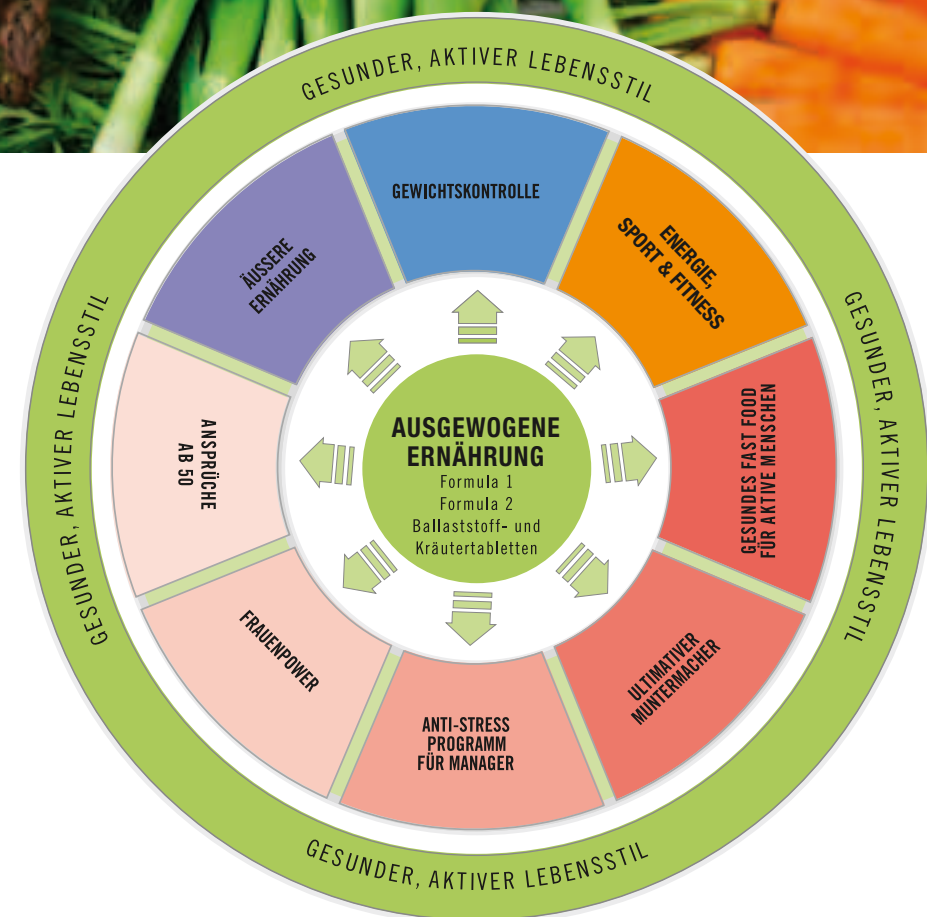 GESUNDER, AKTIVER LEBENSSTIL
GEWICHTSKONTROLLE
ENERGIE,
SPORT & FITNESS
GESUNDES FAST FOOD
FÜR AKTIVE MENSCHEN
ULTIMATIVER
MUNTERMACHER
ANTI-STRESS
PROGRAMM
FÜR MANAGER
FRAUENPOWER
ANSPRÜCHE
AB 50
ÄUSSERE
ERNÄHRUNG
AUSGEWOGENE
ERNÄHRUNG
Formula 1
Formula 2
Ballaststoff- und
Kräutertabletten
GESUNDER, AKTIVER LEBENSSTIL
GESUNDER, AKTIVER LEBENSSTIL
GESUNDER, AKTIVER LEBENSSTIL